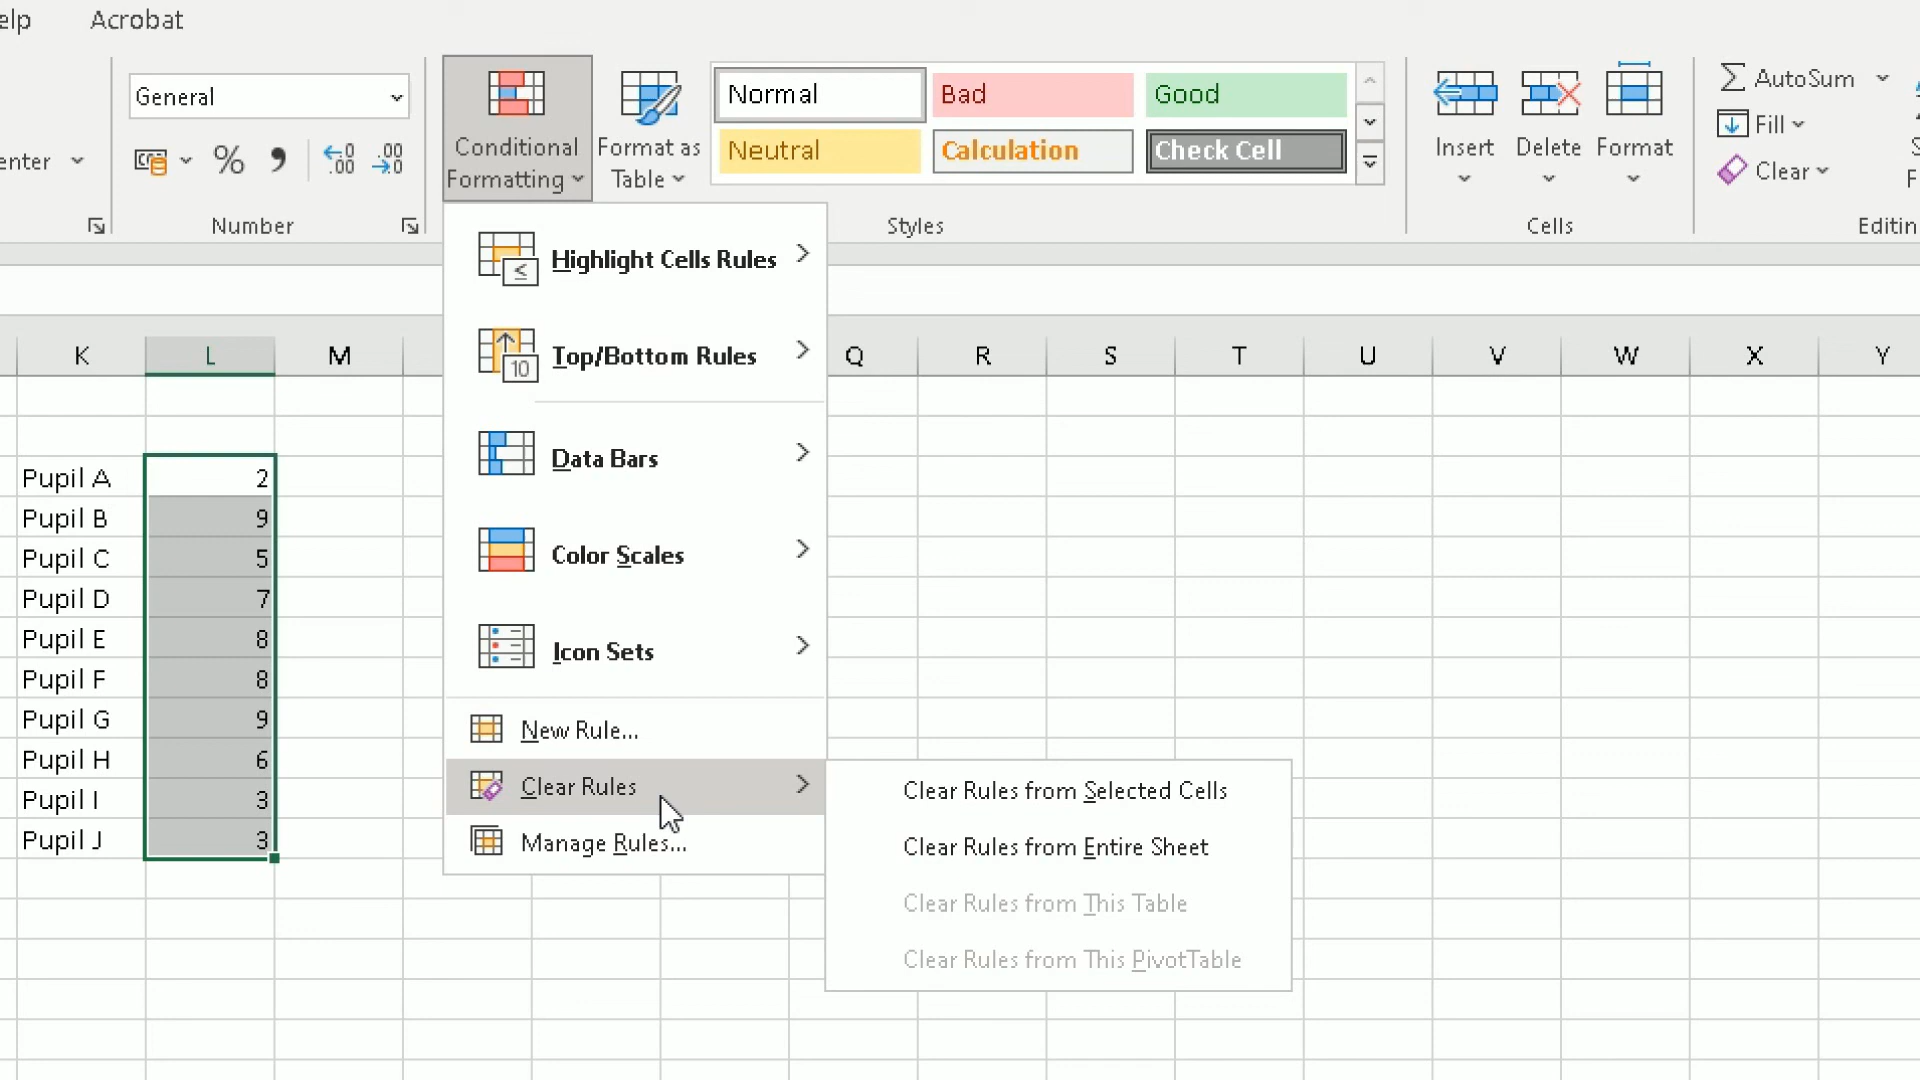 elp Acrobat
General
Conditional
Formatting
Format as
Table
Normal Bad Good
Neutral Calculation Check Cell
Insert Delete Format
AutoSum
Fill
Clear
enter
%
Number Styles Cells Editin
Highlight Cells Rules
Top/Bottom Rules
Data Bars
Color Scales
Icon Sets
New Rule...
Clear Rules
Manage Rules...
Clear Rules from Selected Cells
Clear Rules from Entire Sheet
Clear Rules from This Table
Clear Rules from This PivotTable
K L M Q R S T U V W X Y
Pupil A 2
Pupil B 9
Pupil C 5
Pupil D 7
Pupil E 8
Pupil F 8
Pupil G 9
Pupil H 6
Pupil I 3
Pupil J 3